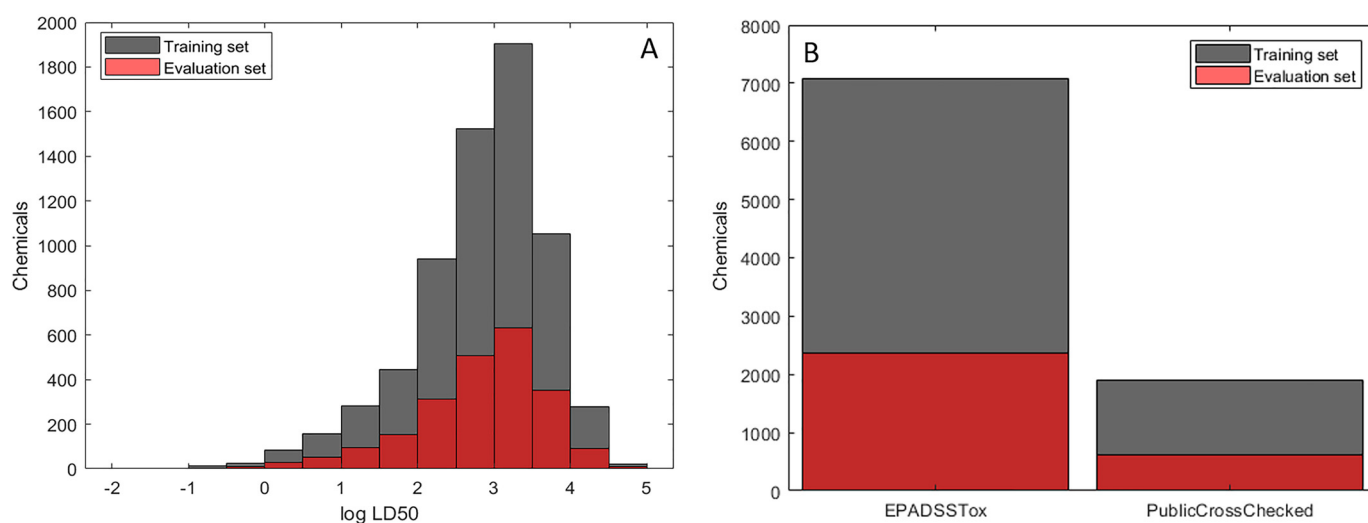 A
Training set
Evaluation set
Chemicals
2000
1800
1600
1400
1200
1000
800
600
400
200
0
-2 -1 0 1 2 3 4 5
log LD50
B
Training set
Evaluation set
Chemicals
8000
7000
6000
5000
4000
3000
2000
1000
0
EPADSSTox PublicCrossChecked